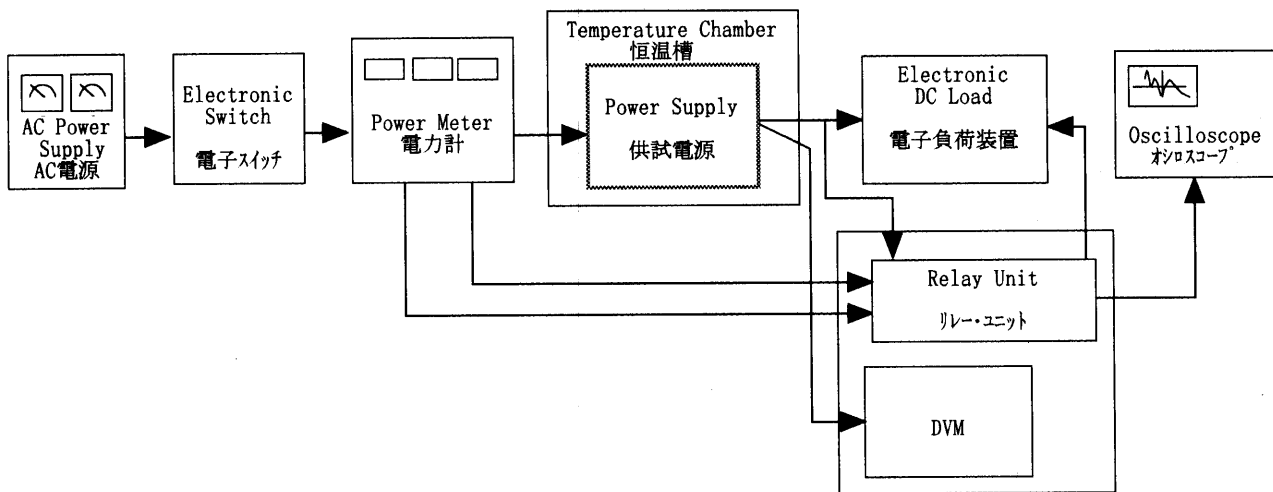 AC Power
Supply
AC電源
Electronic
Switch
電子スイッチ
Power Meter
電力計
Temperature Chamber
恒温槽
Power Supply
供試電源
Electronic
DC Load
電子負荷装置
Oscilloscope
オシロスコープ
Relay Unit
リレー・ユニット
DVM